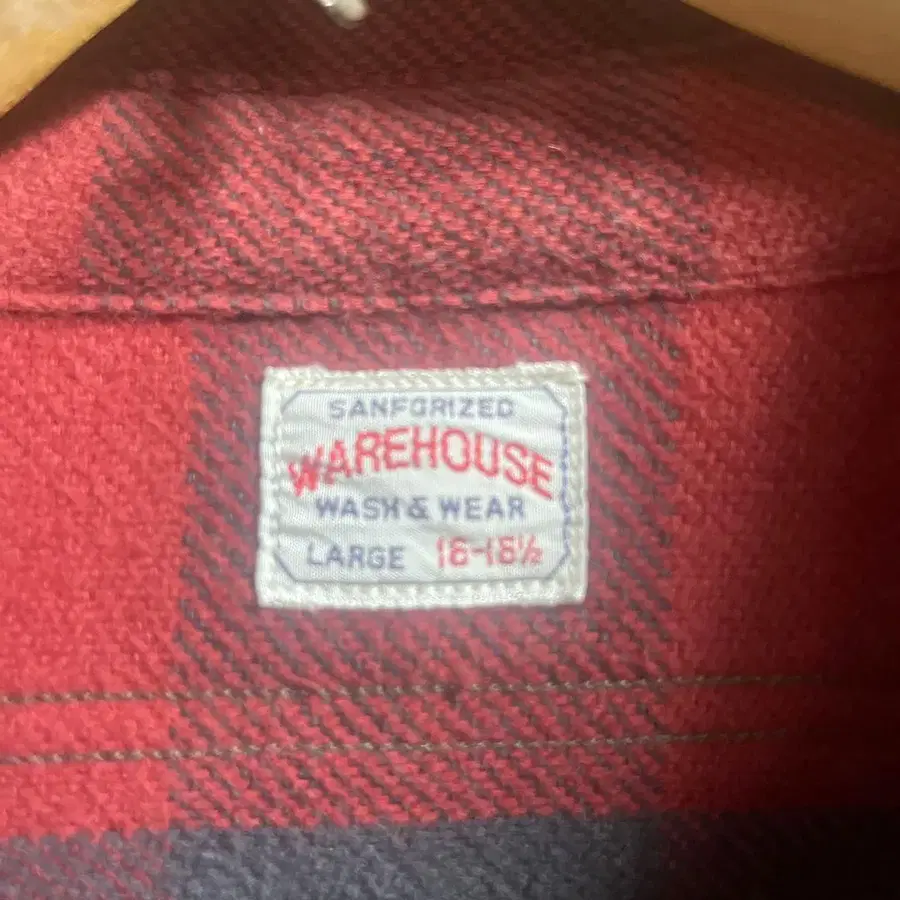 SANFORIZED
WAREHOUSE
WASH & WEAR
LARGE 16-16½